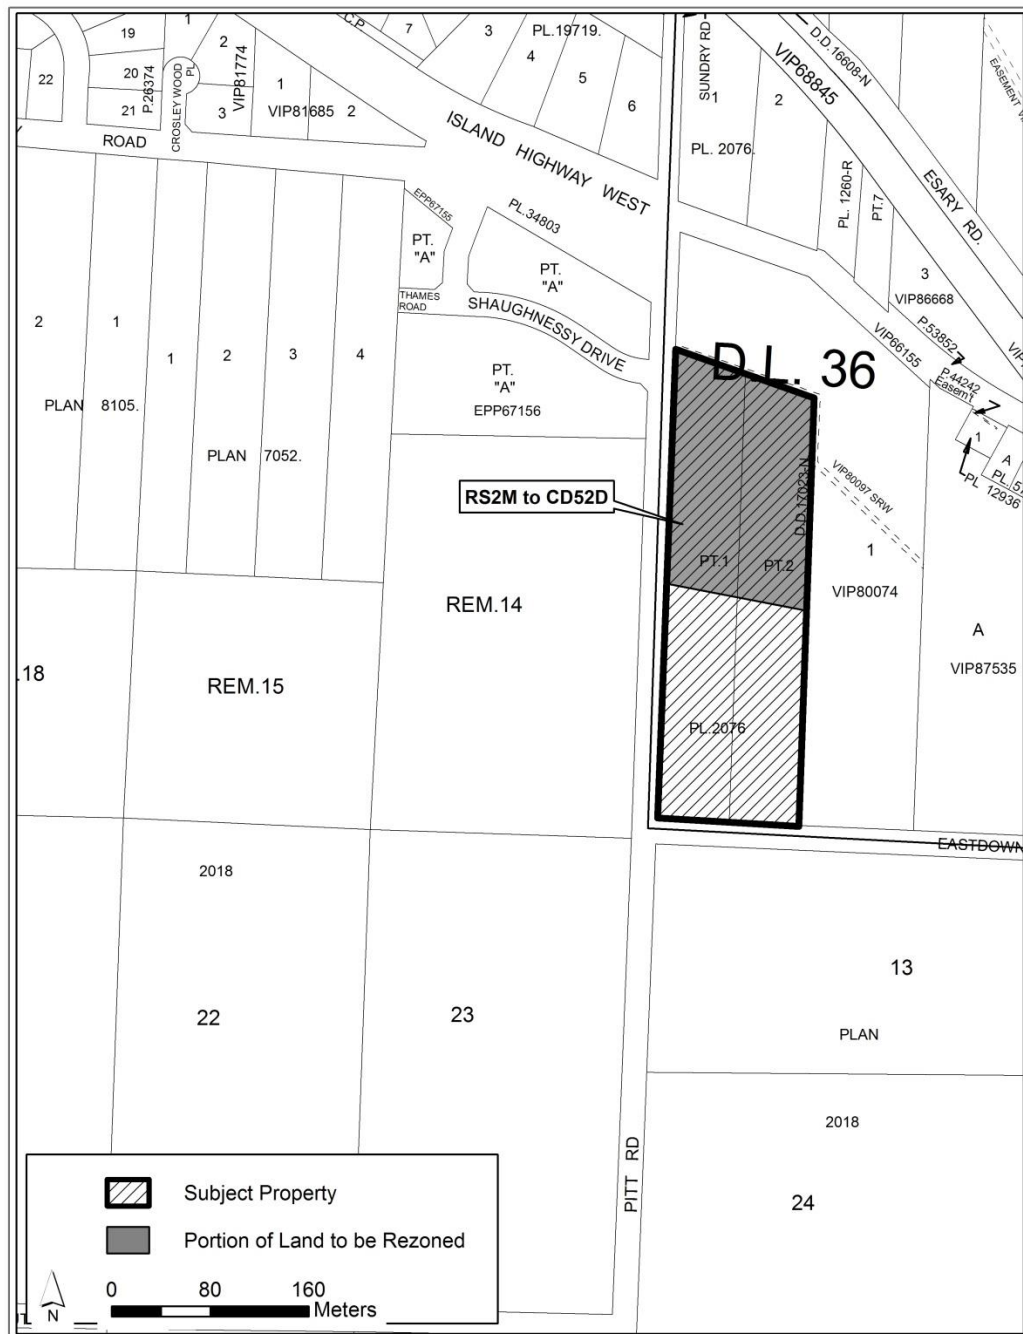 C.P.
1
7
3
PL.19719.
19
2
4
5
6
22
20
21
P.26374
CROSLEY WOOD
PL
3
VIP81774
1
VIP81685
2
ROAD
ISLAND HIGHWAY WEST
SUNDRY RD
1
2
PL. 2076.
VIP68845
D.D.16608-N
EASEMENT
PL. 1260-R
PT.7
ESARY RD.
3
VIP86668
EPP67155
PT.
"A"
PL.34803
PT.
"A"
THAMES
ROAD
SHAUGHNESSY DRIVE
VIP66155
P.53852
P.44242
Easem't
2
1
1
2
3
4
PT.
"A"
EPP67156
D.L. 36
1
A
PL.
PL 12936
PLAN 8105.
PLAN 7052.
RS2M to CD52D
D.D.17023-N
VIP80097 SRW
PT.1
PT.2
1
VIP80074
REM.14
A
VIP87535
.18
REM.15
PL.2076
EASTDOWN
2018
13
22
23
PLAN
2018
PITT RD
24
Subject Property
Portion of Land to be Rezoned
0 80 160
Meters
N